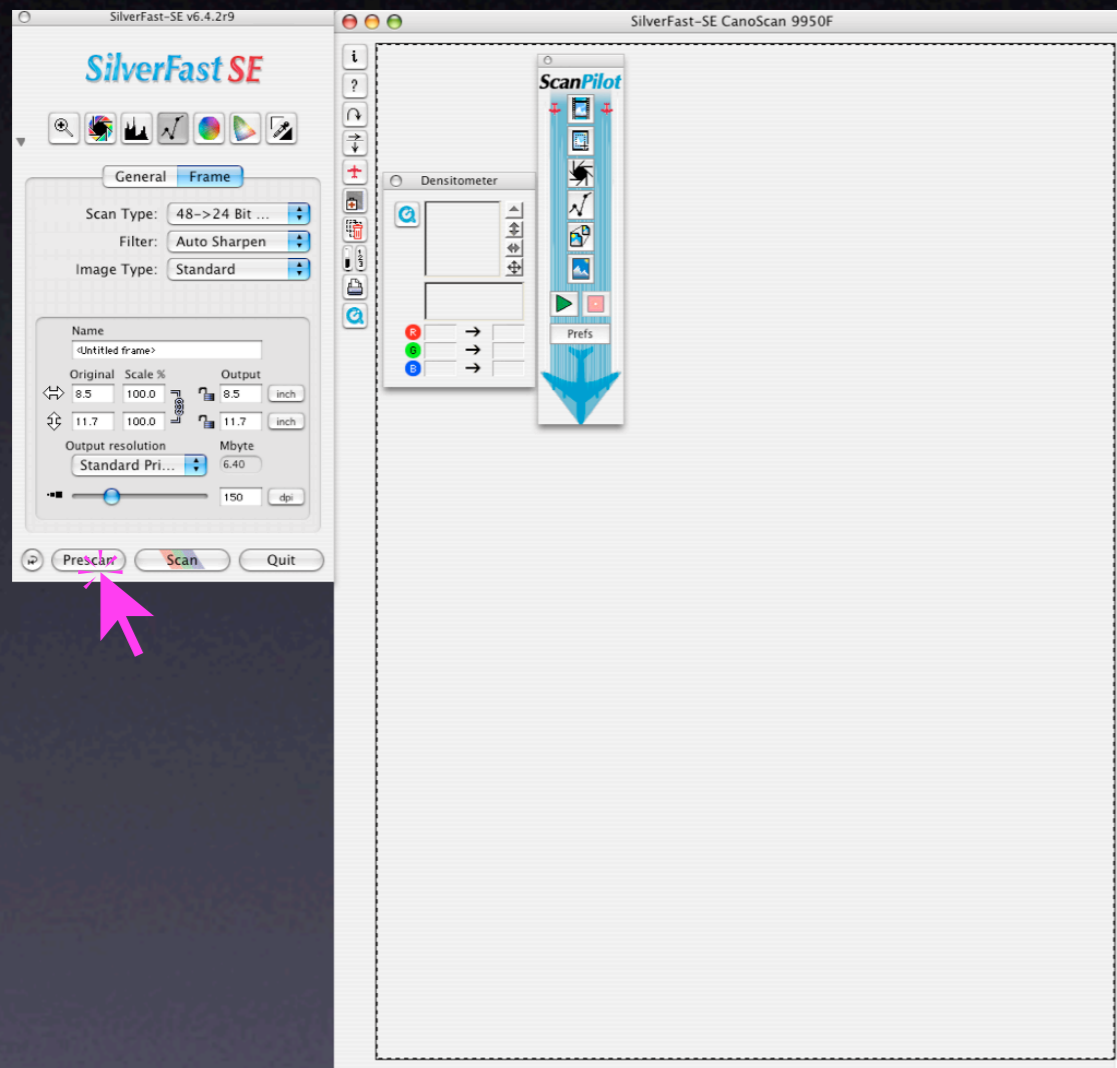 SilverFast-SE v6.4.2r9
SilverFast SE
General Frame
Scan Type: 48->24 Bit ...
Filter: Auto Sharpen
Image Type: Standard
Name
<Untitled frame>
Original Scale % Output
8.5 100.0 8.5 inch
11.7 100.0 11.7 inch
Output resolution Mbyte
Standard Pri... 6.40
150 dpi
Prescan Scan Quit
SilverFast-SE CanoScan 9950F
i
?
Densitometer
R
G
B
ScanPilot
Prefs